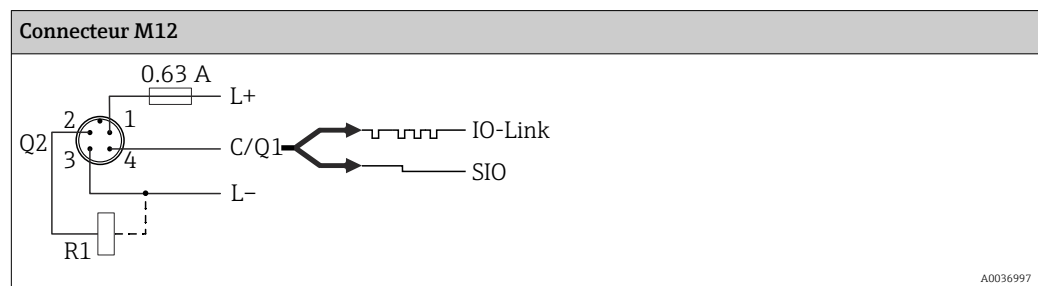 Connecteur M12
0.63 A
L+
2 1
Q2
3 4
C/Q1
IO-Link
SIO
L−
R1
A0036997